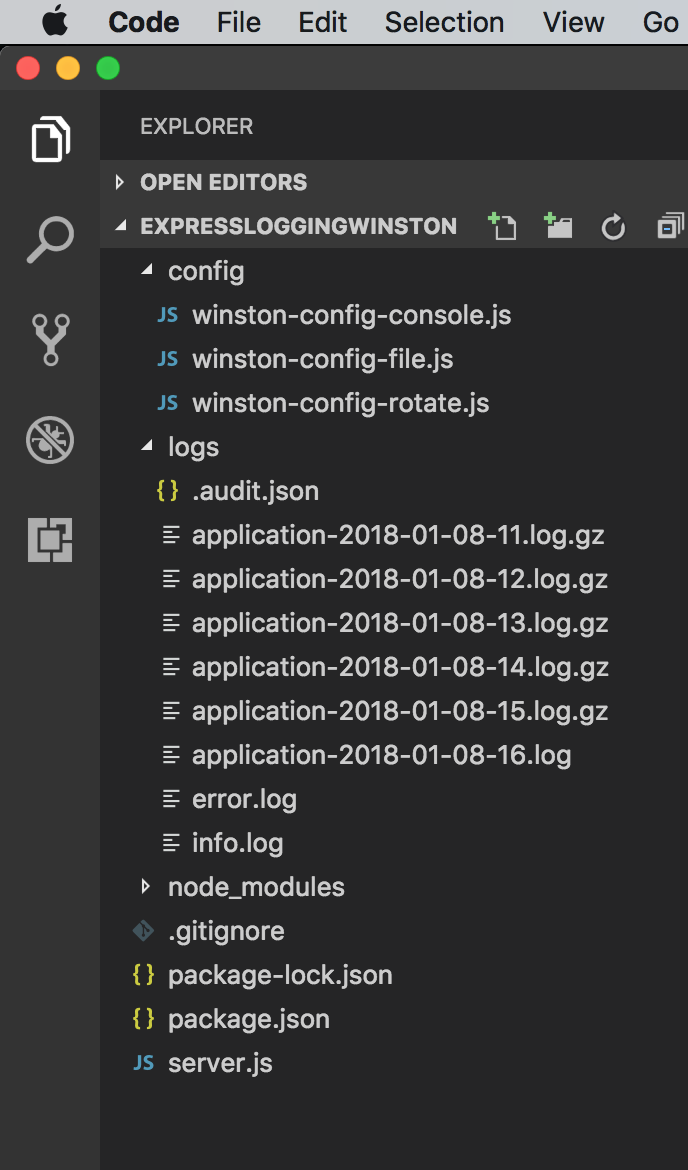 Code File Edit Selection View Go
EXPLORER
OPEN EDITORS
EXPRESSLOGGINGWINSTON
config
JS winston-config-console.js
JS winston-config-file.js
JS winston-config-rotate.js
logs
{ } .audit.json
application-2018-01-08-11.log.gz
application-2018-01-08-12.log.gz
application-2018-01-08-13.log.gz
application-2018-01-08-14.log.gz
application-2018-01-08-15.log.gz
application-2018-01-08-16.log
error.log
info.log
node_modules
.gitignore
{ } package-lock.json
{ } package.json
JS server.js